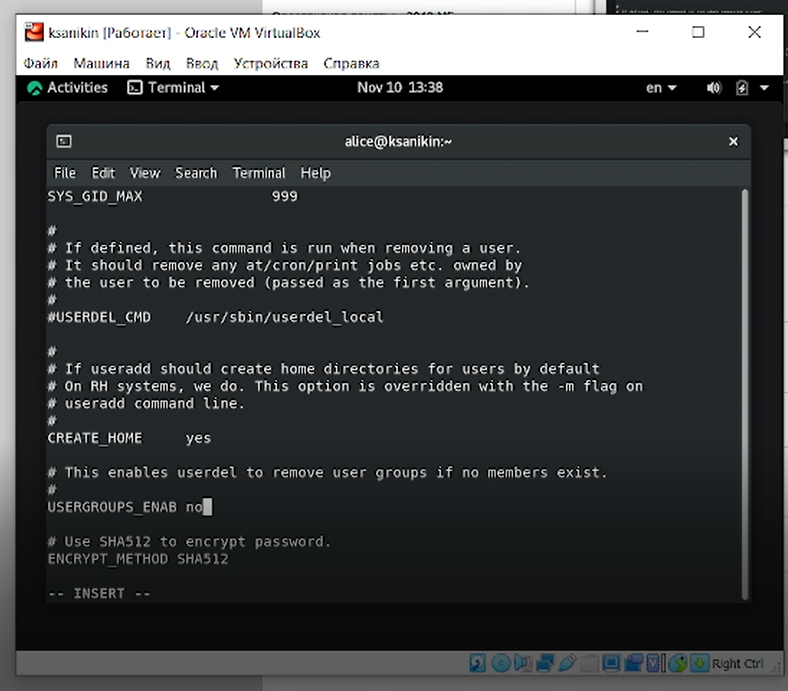 ksanikin [Работает] - Oracle VM VirtualBox
Файл Машина Вид Ввод Устройства Справка
Activities Terminal Nov 10 13:38 en
alice@ksanikin:~
File Edit View Search Terminal Help
SYS_GID_MAX 999
#
# If defined, this command is run when removing a user.
# It should remove any at/cron/print jobs etc. owned by
# the user to be removed (passed as the first argument).
#
#USERDEL_CMD /usr/sbin/userdel_local
#
# If useradd should create home directories for users by default
# On RH systems, we do. This option is overridden with the -m flag on
# useradd command line.
#
CREATE_HOME yes
# This enables userdel to remove user groups if no members exist.
#
USERGROUPS_ENAB no
# Use SHA512 to encrypt password.
ENCRYPT_METHOD SHA512
-- INSERT --
Right Ctrl